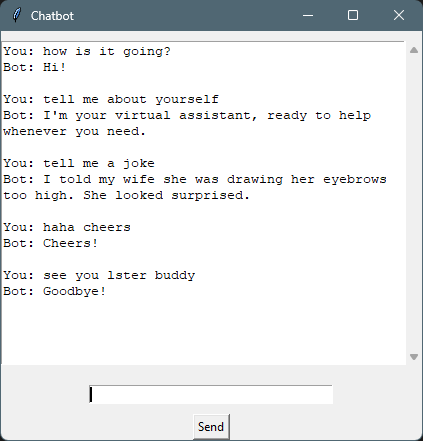 Chatbot
You: how is it going?
Bot: Hi!
You: tell me about yourself
Bot: I'm your virtual assistant, ready to help
whenever you need.
You: tell me a joke
Bot: I told my wife she was drawing her eyebrows
too high. She looked surprised.
You: haha cheers
Bot: Cheers!
You: see you lster buddy
Bot: Goodbye!
Send